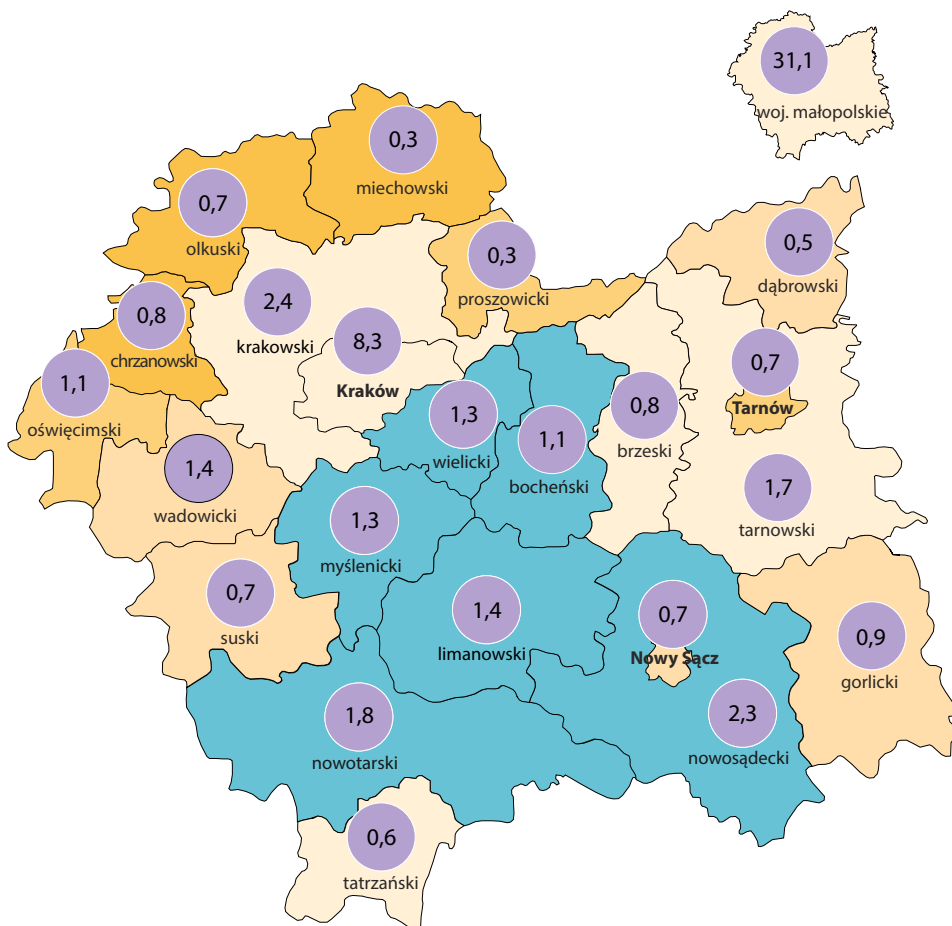 31,1
woj. małopolskie
0,3
miechowski
0,7
olkuski
0,5
dąbrowski
0,3
proszowicki
2,4
krakowski
0,8
chrzanowski
8,3
Kraków
0,7
Tarnów
1,1
oświęcimski
1,3
wielicki
0,8
brzeski
1,1
bocheński
1,4
wadowicki
1,7
tarnowski
1,3
myślenicki
0,7
suski
1,4
limanowski
0,7
Nowy Sącz
0,9
gorlicki
1,8
nowotarski
2,3
nowosądecki
0,6
tatrzański